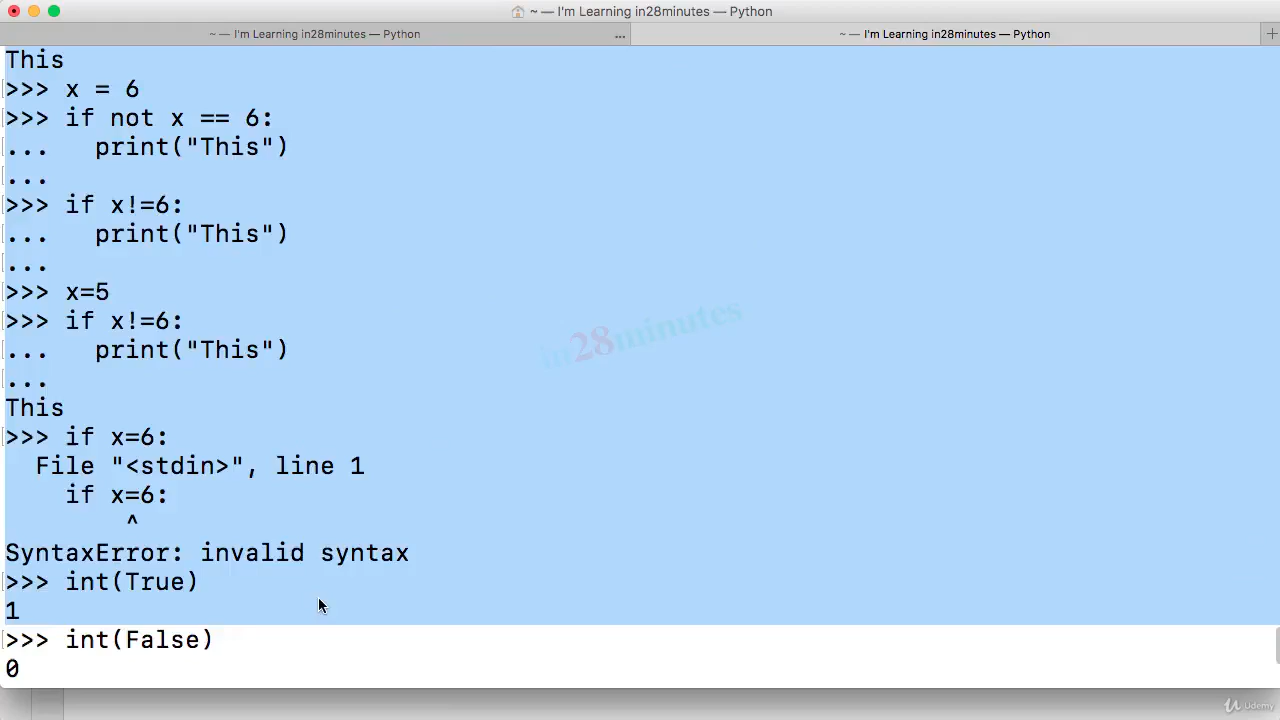 ~ — I'm Learning in28minutes — Python
~ — I'm Learning in28minutes — Python ...
~ — I'm Learning in28minutes — Python +
This
>>> x = 6
>>> if not x == 6:
...   print("This")
...
>>> if x!=6:
...   print("This")
...
>>> x=5
>>> if x!=6:
...   print("This")
...
This
>>> if x=6:
  File "<stdin>", line 1
    if x=6:
        ^
SyntaxError: invalid syntax
>>> int(True)
1
>>> int(False)
0
in28minutes
Udemy